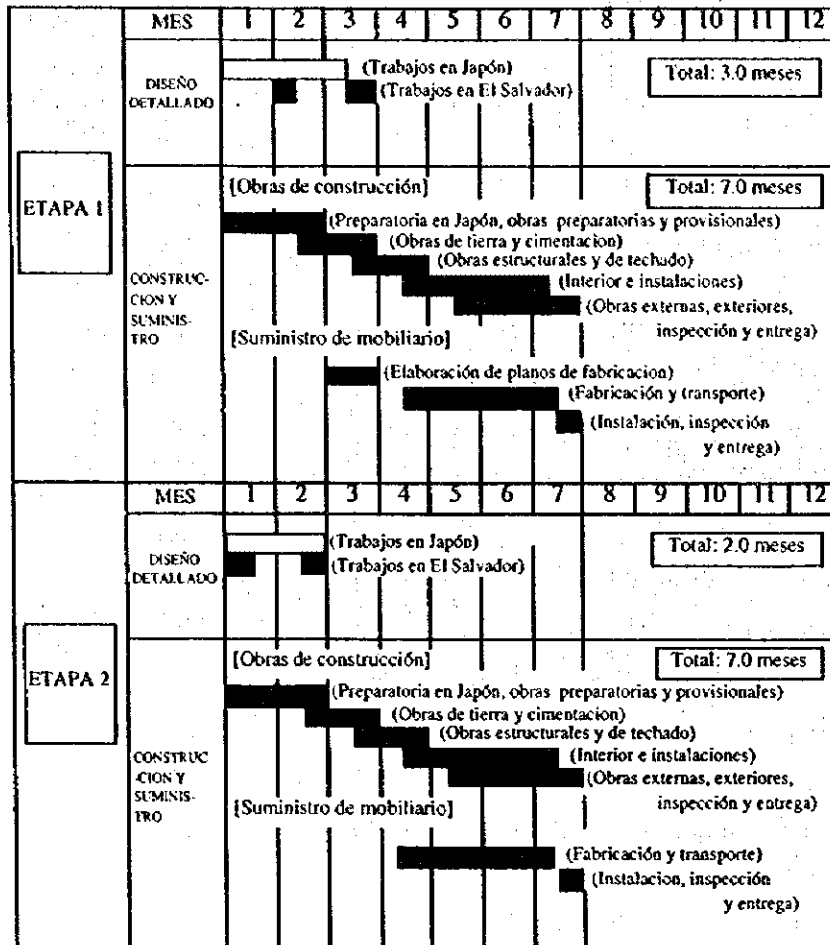 MES 1 2 3 4 5 6 7 8 9 10 11 12
DISEÑO
DETALLADO
(Trabajos en Japón)
(Trabajos en El Salvador)
Total: 3.0 meses
ETAPA 1
CONSTRUC-
CION Y
SUMINIS-
TRO
[Obras de construcción]
Total: 7.0 meses
(Preparatoria en Japón, obras preparatorias y provisionales)
(Obras de tierra y cimentacion)
(Obras estructurales y de techado)
(Interior e instalaciones)
(Obras externas, exteriores,
inspección y entrega)
[Suministro de mobiliario]
(Elaboración de planos de fabricacion)
(Fabricación y transporte)
(Instalación, inspección
y entrega)
MES 1 2 3 4 5 6 7 8 9 10 11 12
DISEÑO
DETALLADO
(Trabajos en Japón)
(Trabajos en El Salvador)
Total: 2.0 meses
ETAPA 2
CONSTRUC
-CION Y
SUMINIS-
TRO
[Obras de construcción]
Total: 7.0 meses
(Preparatoria en Japón, obras preparatorias y provisionales)
(Obras de tierra y cimentacion)
(Obras estructurales y de techado)
(Interior e instalaciones)
(Obras externas, exteriores,
inspección y entrega)
[Suministro de mobiliario]
(Fabricación y transporte)
(Instalacion, inspección
y entrega)